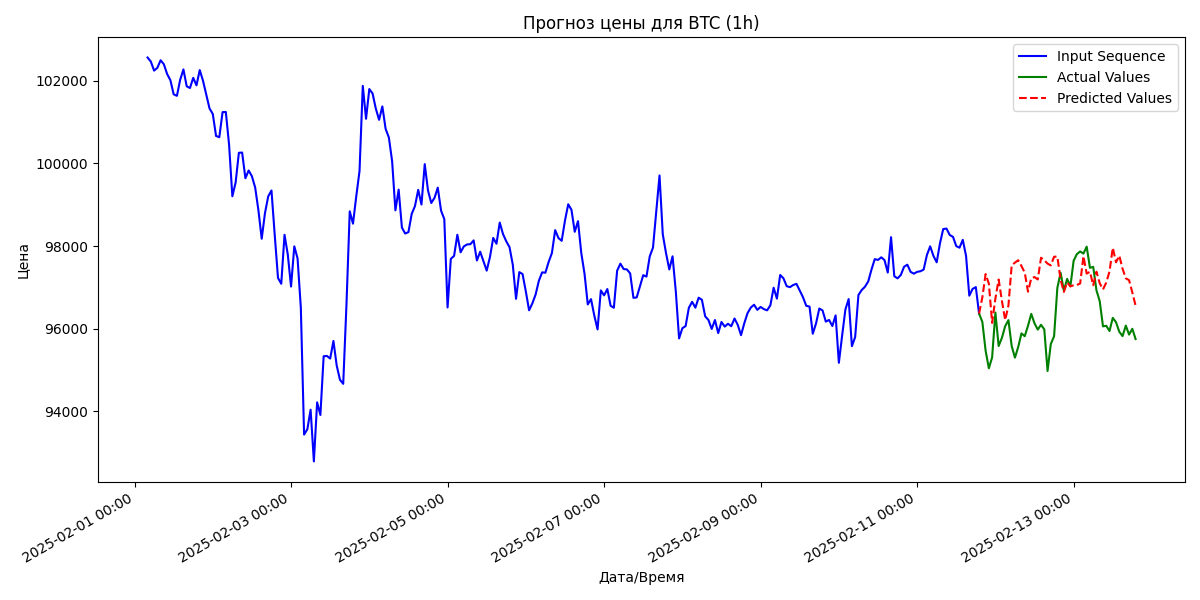 Прогноз цены для BTC (1h)
Input Sequence
Actual Values
Predicted Values
Цена
102000
100000
98000
96000
94000
2025-02-01 00:00
2025-02-03 00:00
2025-02-05 00:00
2025-02-07 00:00
2025-02-09 00:00
2025-02-11 00:00
2025-02-13 00:00
Дата/Время